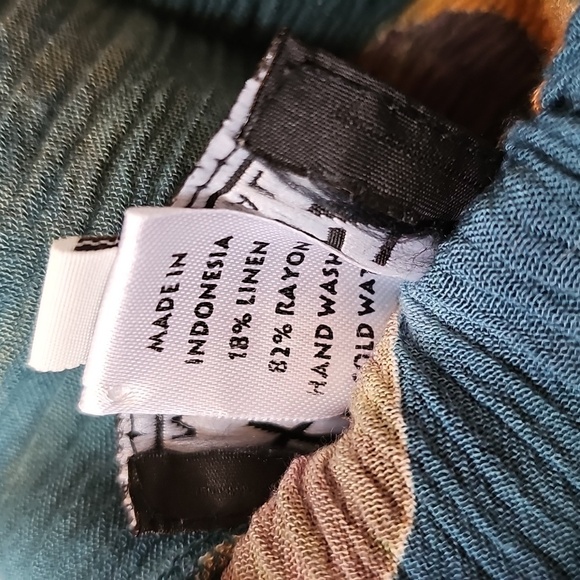 MADE IN
INDONESIA
18% LINEN
82% RAYON
HAND WASH